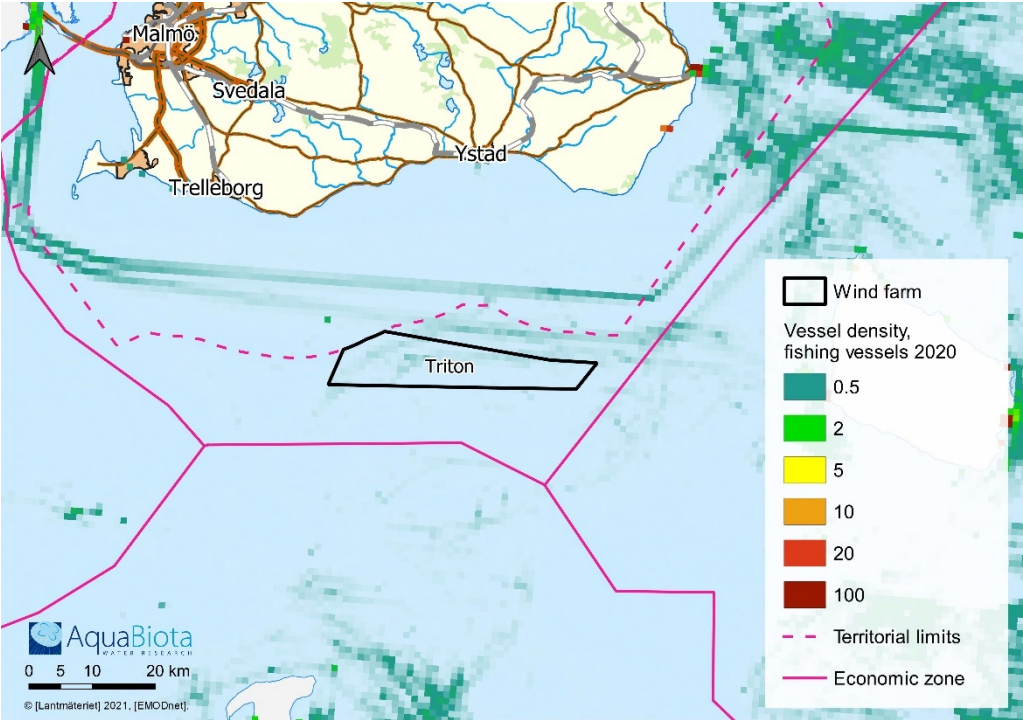 Malmö
Svedala
Ystad
Trelleborg
Triton
Wind farm
Vessel density,
fishing vessels 2020
0.5
2
5
10
20
100
Territorial limits
Economic zone
AquaBiota
WATER RESEARCH
0 5 10 20 km
© [Lantmäteriet] 2021, [EMODnet].